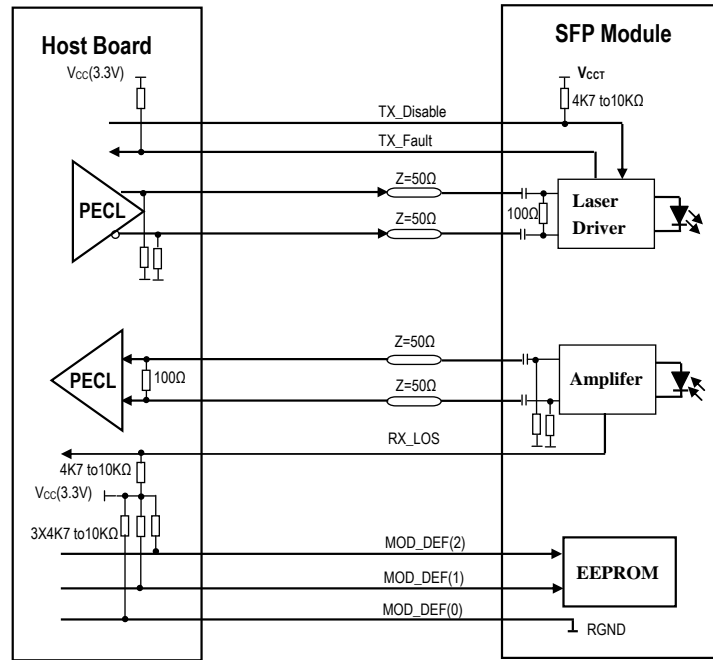 Host Board
SFP Module
VCC(3.3V)
VCCT
4K7 to10KΩ
TX_Disable
TX_Fault
PECL
Z=50Ω
Z=50Ω
100Ω
Laser
Driver
PECL
100Ω
Z=50Ω
Z=50Ω
Amplifer
RX_LOS
4K7 to10KΩ
VCC(3.3V)
3X4K7 to10KΩ
MOD_DEF(2)
MOD_DEF(1)
MOD_DEF(0)
EEPROM
RGND